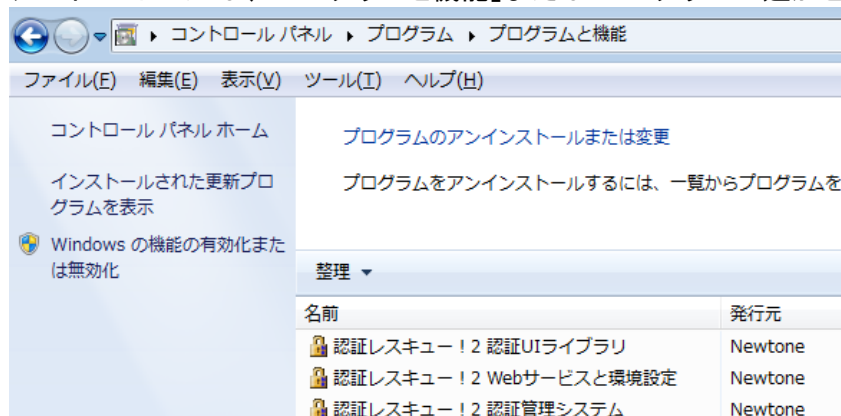 コントロール パネル ▸ プログラム ▸ プログラムと機能
ファイル(F) 編集(E) 表示(V) ツール(T) ヘルプ(H)
コントロール パネル ホーム
インストールされた更新プロ
グラムを表示
Windows の機能の有効化また
は無効化
プログラムのアンインストールまたは変更
プログラムをアンインストールするには、一覧からプログラムを
整理
名前 発行元
認証レスキュー!2 認証UIライブラリ Newtone
認証レスキュー!2 Webサービスと環境設定 Newtone
認証レスキュー!2 認証管理システム Newtone